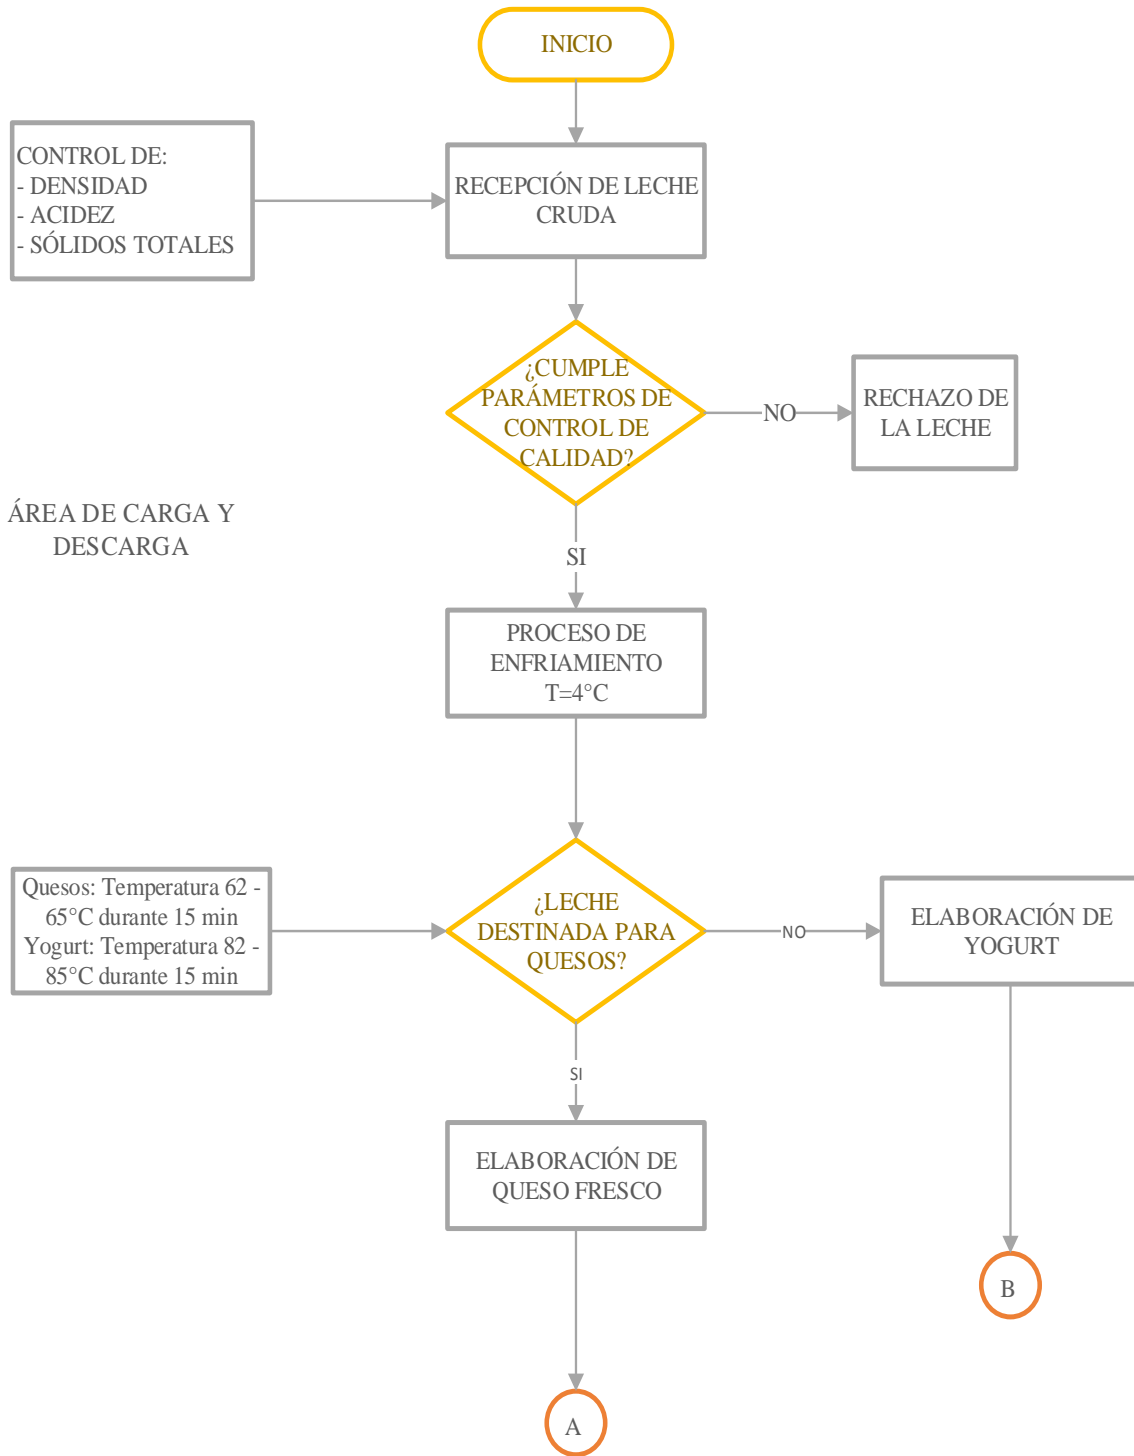 INICIO
CONTROL DE:
- DENSIDAD
- ACIDEZ
- SÓLIDOS TOTALES
RECEPCIÓN DE LECHE
CRUDA
¿CUMPLE
PARÁMETROS DE
CONTROL DE
CALIDAD?
NO
RECHAZO DE
LA LECHE
ÁREA DE CARGA Y
DESCARGA
SI
PROCESO DE
ENFRIAMIENTO
T=4°C
Quesos: Temperatura 62 -
65°C durante 15 min
Yogurt: Temperatura 82 -
85°C durante 15 min
¿LECHE
DESTINADA PARA
QUESOS?
NO
ELABORACIÓN DE
YOGURT
SI
ELABORACIÓN DE
QUESO FRESCO
B
A